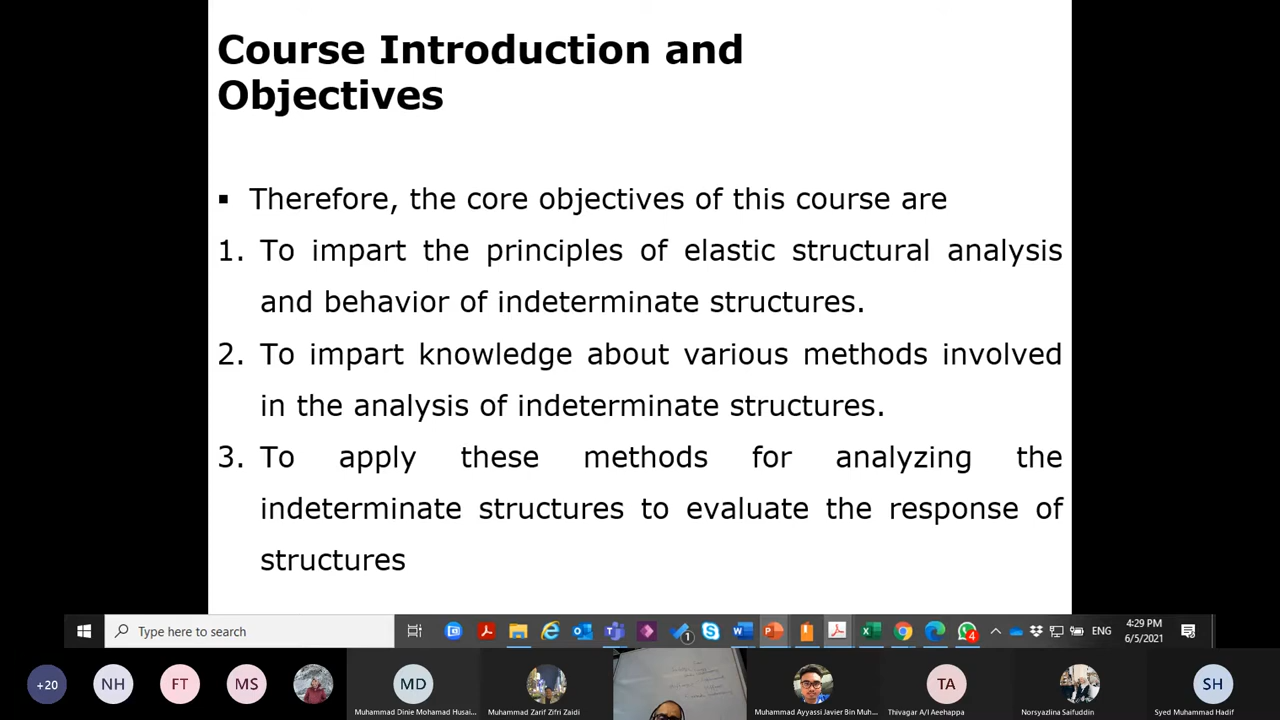 Course Introduction and
Objectives
▪ Therefore, the core objectives of this course are
1. To impart the principles of elastic structural analysis
and behavior of indeterminate structures.
2. To impart knowledge about various methods involved
in the analysis of indeterminate structures.
3. To apply these methods for analyzing the
indeterminate structures to evaluate the response of
structures
Type here to search
1
4
ENG
4:29 PM
6/5/2021
+20
NH
FT
MS
MD
TA
SH
Muhammad Dinie Mohamad Husai...
Muhammad Zarif Zifri Zaidi
Muhammad Ayyassi Javier Bin Muh...
Thivagar A/l Aeehappa
Norsyazlina Saifuddin
Syed Muhammad Hadif